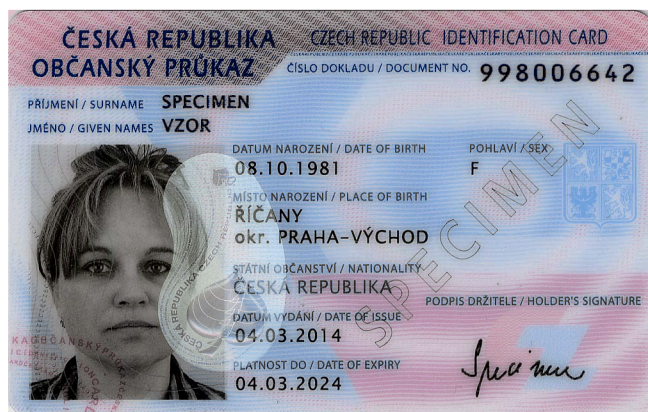 ČESKÁ REPUBLIKA CZECH REPUBLIC IDENTIFICATION CARD
OBČANSKÝ PRŮKAZ ČÍSLO DOKLADU / DOCUMENT NO. 998006642
PŘÍJMENÍ / SURNAME SPECIMEN
JMÉNO / GIVEN NAMES VZOR
DATUM NAROZENÍ / DATE OF BIRTH POHLAVÍ / SEX
08.10.1981 F
MÍSTO NAROZENÍ / PLACE OF BIRTH
ŘÍČANY
okr. PRAHA-VÝCHOD
STÁTNÍ OBČANSTVÍ / NATIONALITY
ČESKÁ REPUBLIKA
PODPIS DRŽITELE / HOLDER'S SIGNATURE
DATUM VYDÁNÍ / DATE OF ISSUE
04.03.2014
PLATNOST DO / DATE OF EXPIRY
04.03.2024
Specimen
SPECIMEN